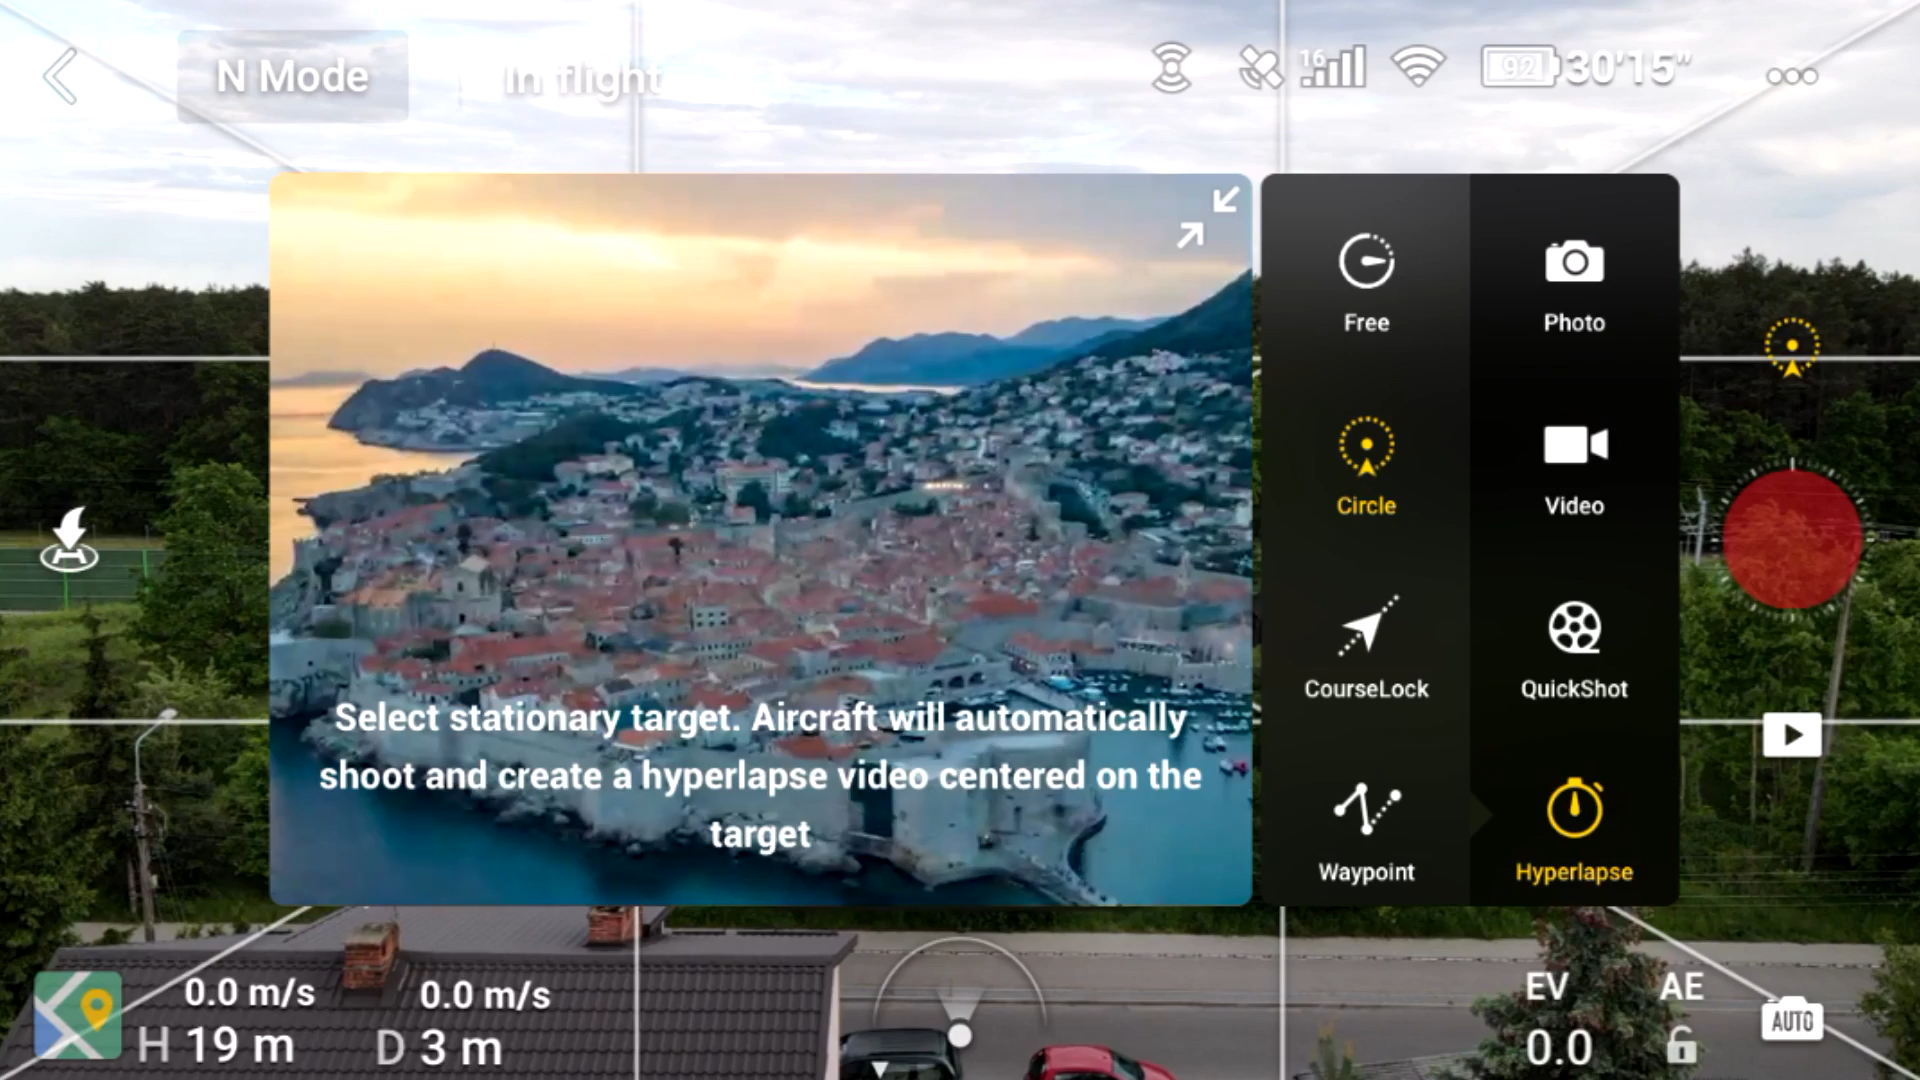 N Mode
In flight
16
92
30'15"
Free
Photo
Circle
Video
CourseLock
QuickShot
Waypoint
Hyperlapse
Select stationary target. Aircraft will automatically
shoot and create a hyperlapse video centered on the
target
0.0 m/s
0.0 m/s
H 19 m
D 3 m
EV
0.0
AE
AUTO